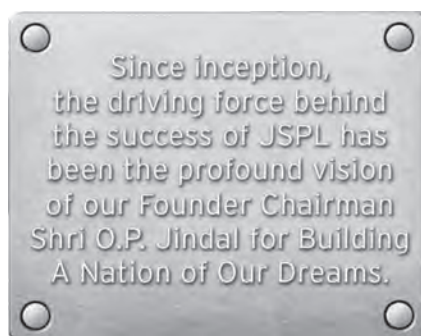 Since inception,
the driving force behind
the success of JSPL has
been the profound vision
of our Founder Chairman
Shri O.P. Jindal for Building
A Nation of Our Dreams.